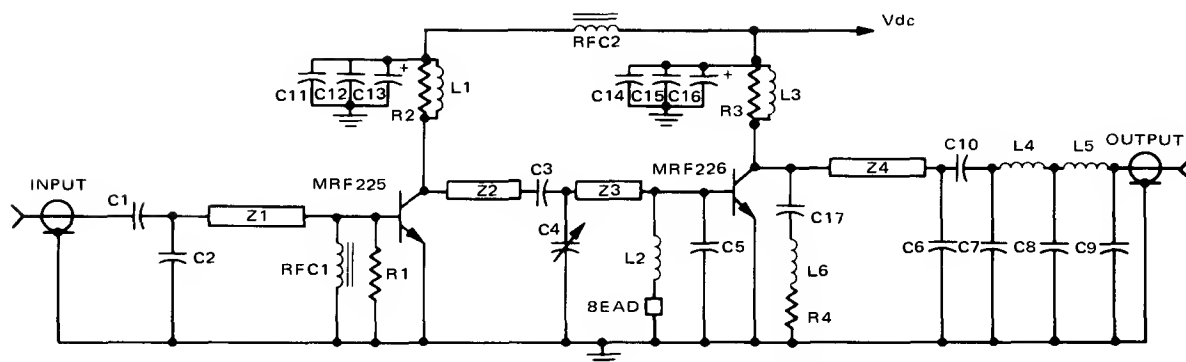 Vdc
RFC2
C11 C12 C13 + R2 L1
C14 C15 C16 + R3 L3
INPUT C1 Z1 MRF225 Z2 C3 Z3 MRF226 Z4 C10 L4 L5 OUTPUT
C2 RFC1 R1 C4 L2 C5 C17 C6 C7 C8 C9
8EAD L6
R4